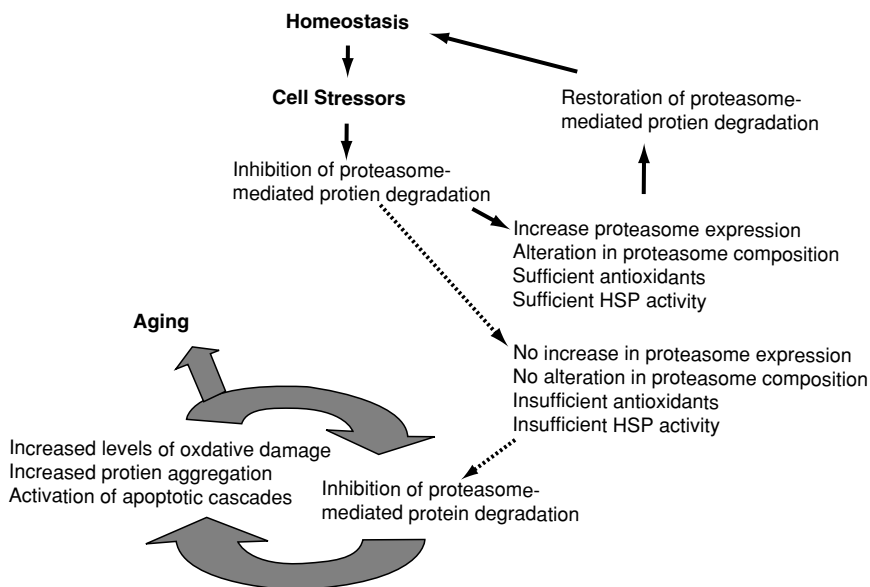 Homeostasis
Cell Stressors
Restoration of proteasome-
mediated protien degradation
Inhibition of proteasome-
mediated protien degradation
Increase proteasome expression
Alteration in proteasome composition
Sufficient antioxidants
Sufficient HSP activity
Aging
No increase in proteasome expression
No alteration in proteasome composition
Insufficient antioxidants
Insufficient HSP activity
Increased levels of oxdative damage
Increased protien aggregation
Activation of apoptotic cascades
Inhibition of proteasome-
mediated protein degradation